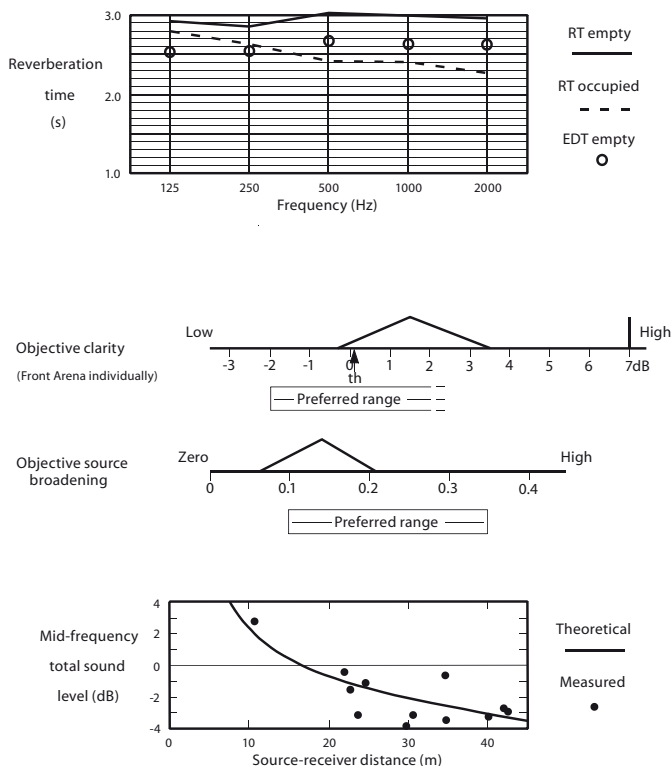 3.0
RT empty
Reverberation
time
(s)
2.0
RT occupied
EDT empty
1.0
125 250 500 1000 2000
Frequency (Hz)
Low High
Objective clarity
(Front Arena individually)
-3 -2 -1 0 1 2 3 4 5 6 7dB
th
Preferred range
Zero High
Objective source
broadening
0 0.1 0.2 0.3 0.4
Preferred range
4
Mid-frequency
total sound
level (dB)
2
0
-2
-4
Theoretical
Measured
0 10 20 30 40
Source-receiver distance (m)